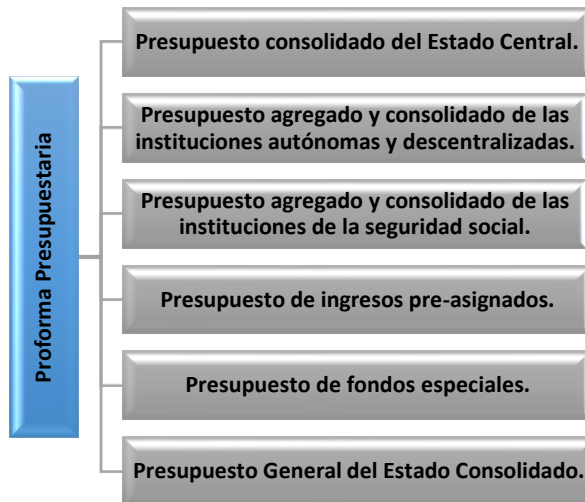 Proforma Presupuestaria
Presupuesto consolidado del Estado Central.
Presupuesto agregado y consolidado de las
instituciones autónomas y descentralizadas.
Presupuesto agregado y consolidado de las
instituciones de la seguridad social.
Presupuesto de ingresos pre-asignados.
Presupuesto de fondos especiales.
Presupuesto General del Estado Consolidado.